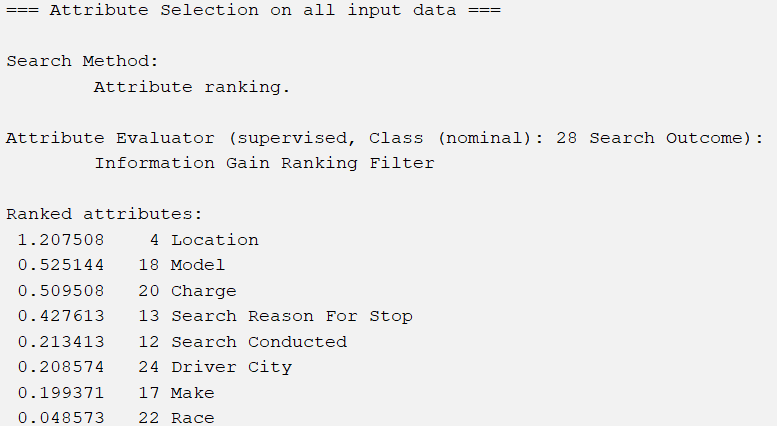 === Attribute Selection on all input data ===
Search Method:
Attribute ranking.
Attribute Evaluator (supervised, Class (nominal): 28 Search Outcome):
Information Gain Ranking Filter
Ranked attributes:
1.207508 4 Location
0.525144 18 Model
0.509508 20 Charge
0.427613 13 Search Reason For Stop
0.213413 12 Search Conducted
0.208574 24 Driver City
0.199371 17 Make
0.048573 22 Race